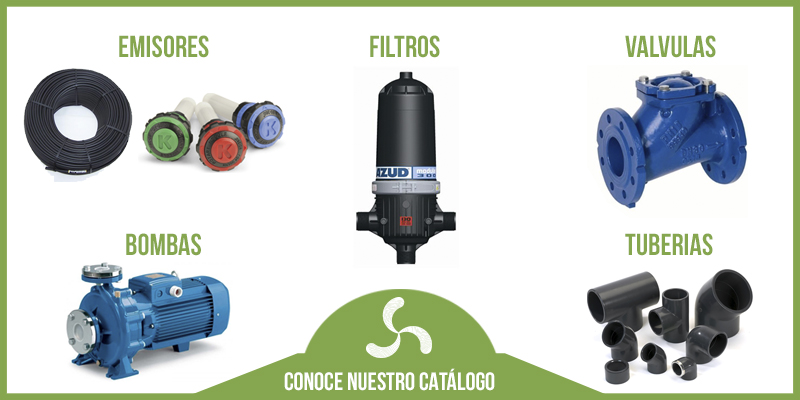 EMISORES
FILTROS
VALVULAS
K
K
K
AZUD
BOMBAS
TUBERIAS
CONOCE NUESTRO CATÁLOGO